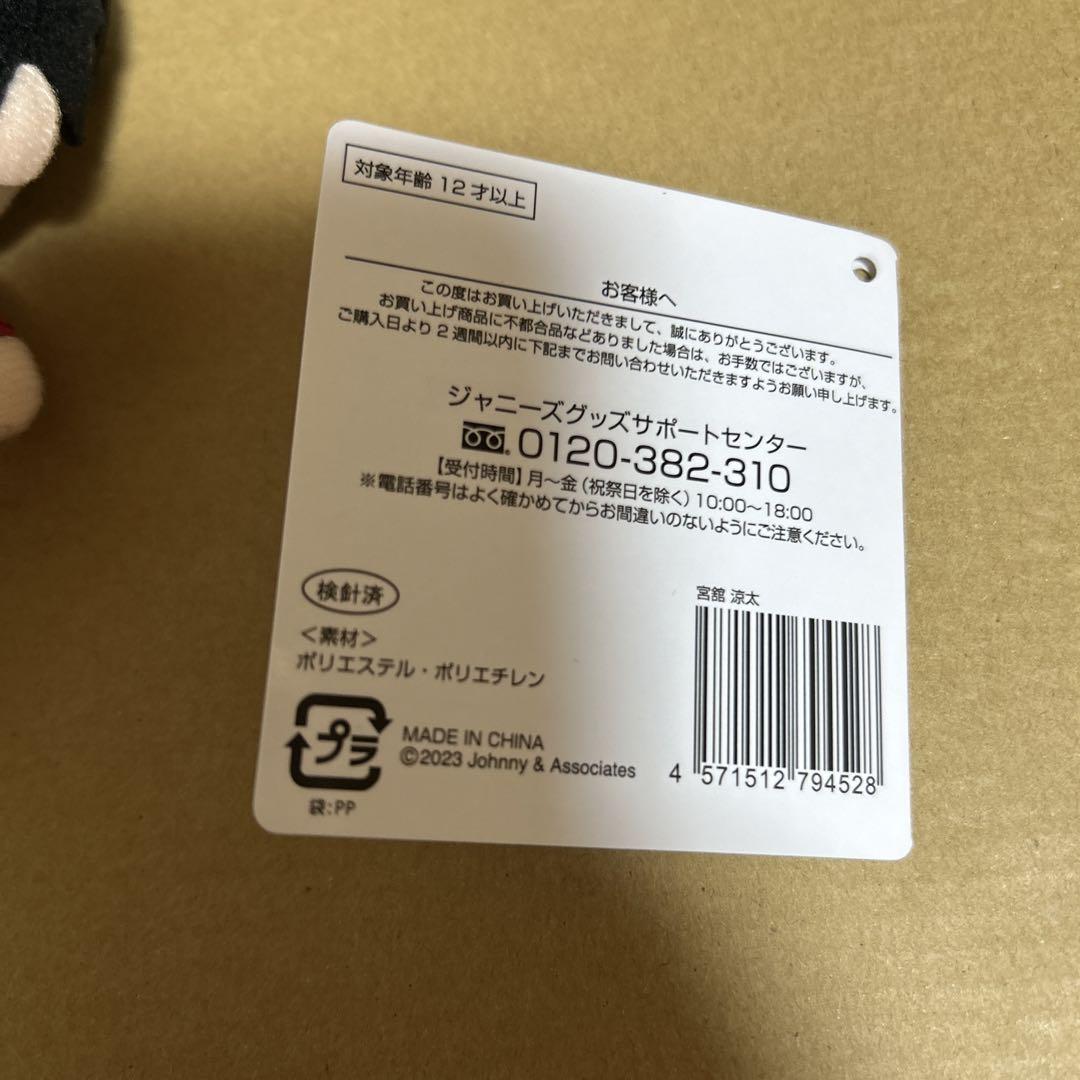 対象年齢 12才以上
お客様へ
この度はお買い上げいただきまして、誠にありがとうございます。
お買い上げ商品に不都合品などありました場合は、お手数ではございますが、
ご購入日より2週間以内に下記までお問い合わせいただきますようお願い申し上げます。
ジャニーズグッズサポートセンター
0120-382-310
【受付時間】月〜金（祝祭日を除く）10:00〜18:00
※電話番号はよく確かめてからお間違いのないようにご注意ください。
検針済
＜素材＞
ポリエステル・ポリエチレン
プラ
袋:PP
MADE IN CHINA
©2023 Johnny & Associates
宮舘 涼太
4 571512 794528